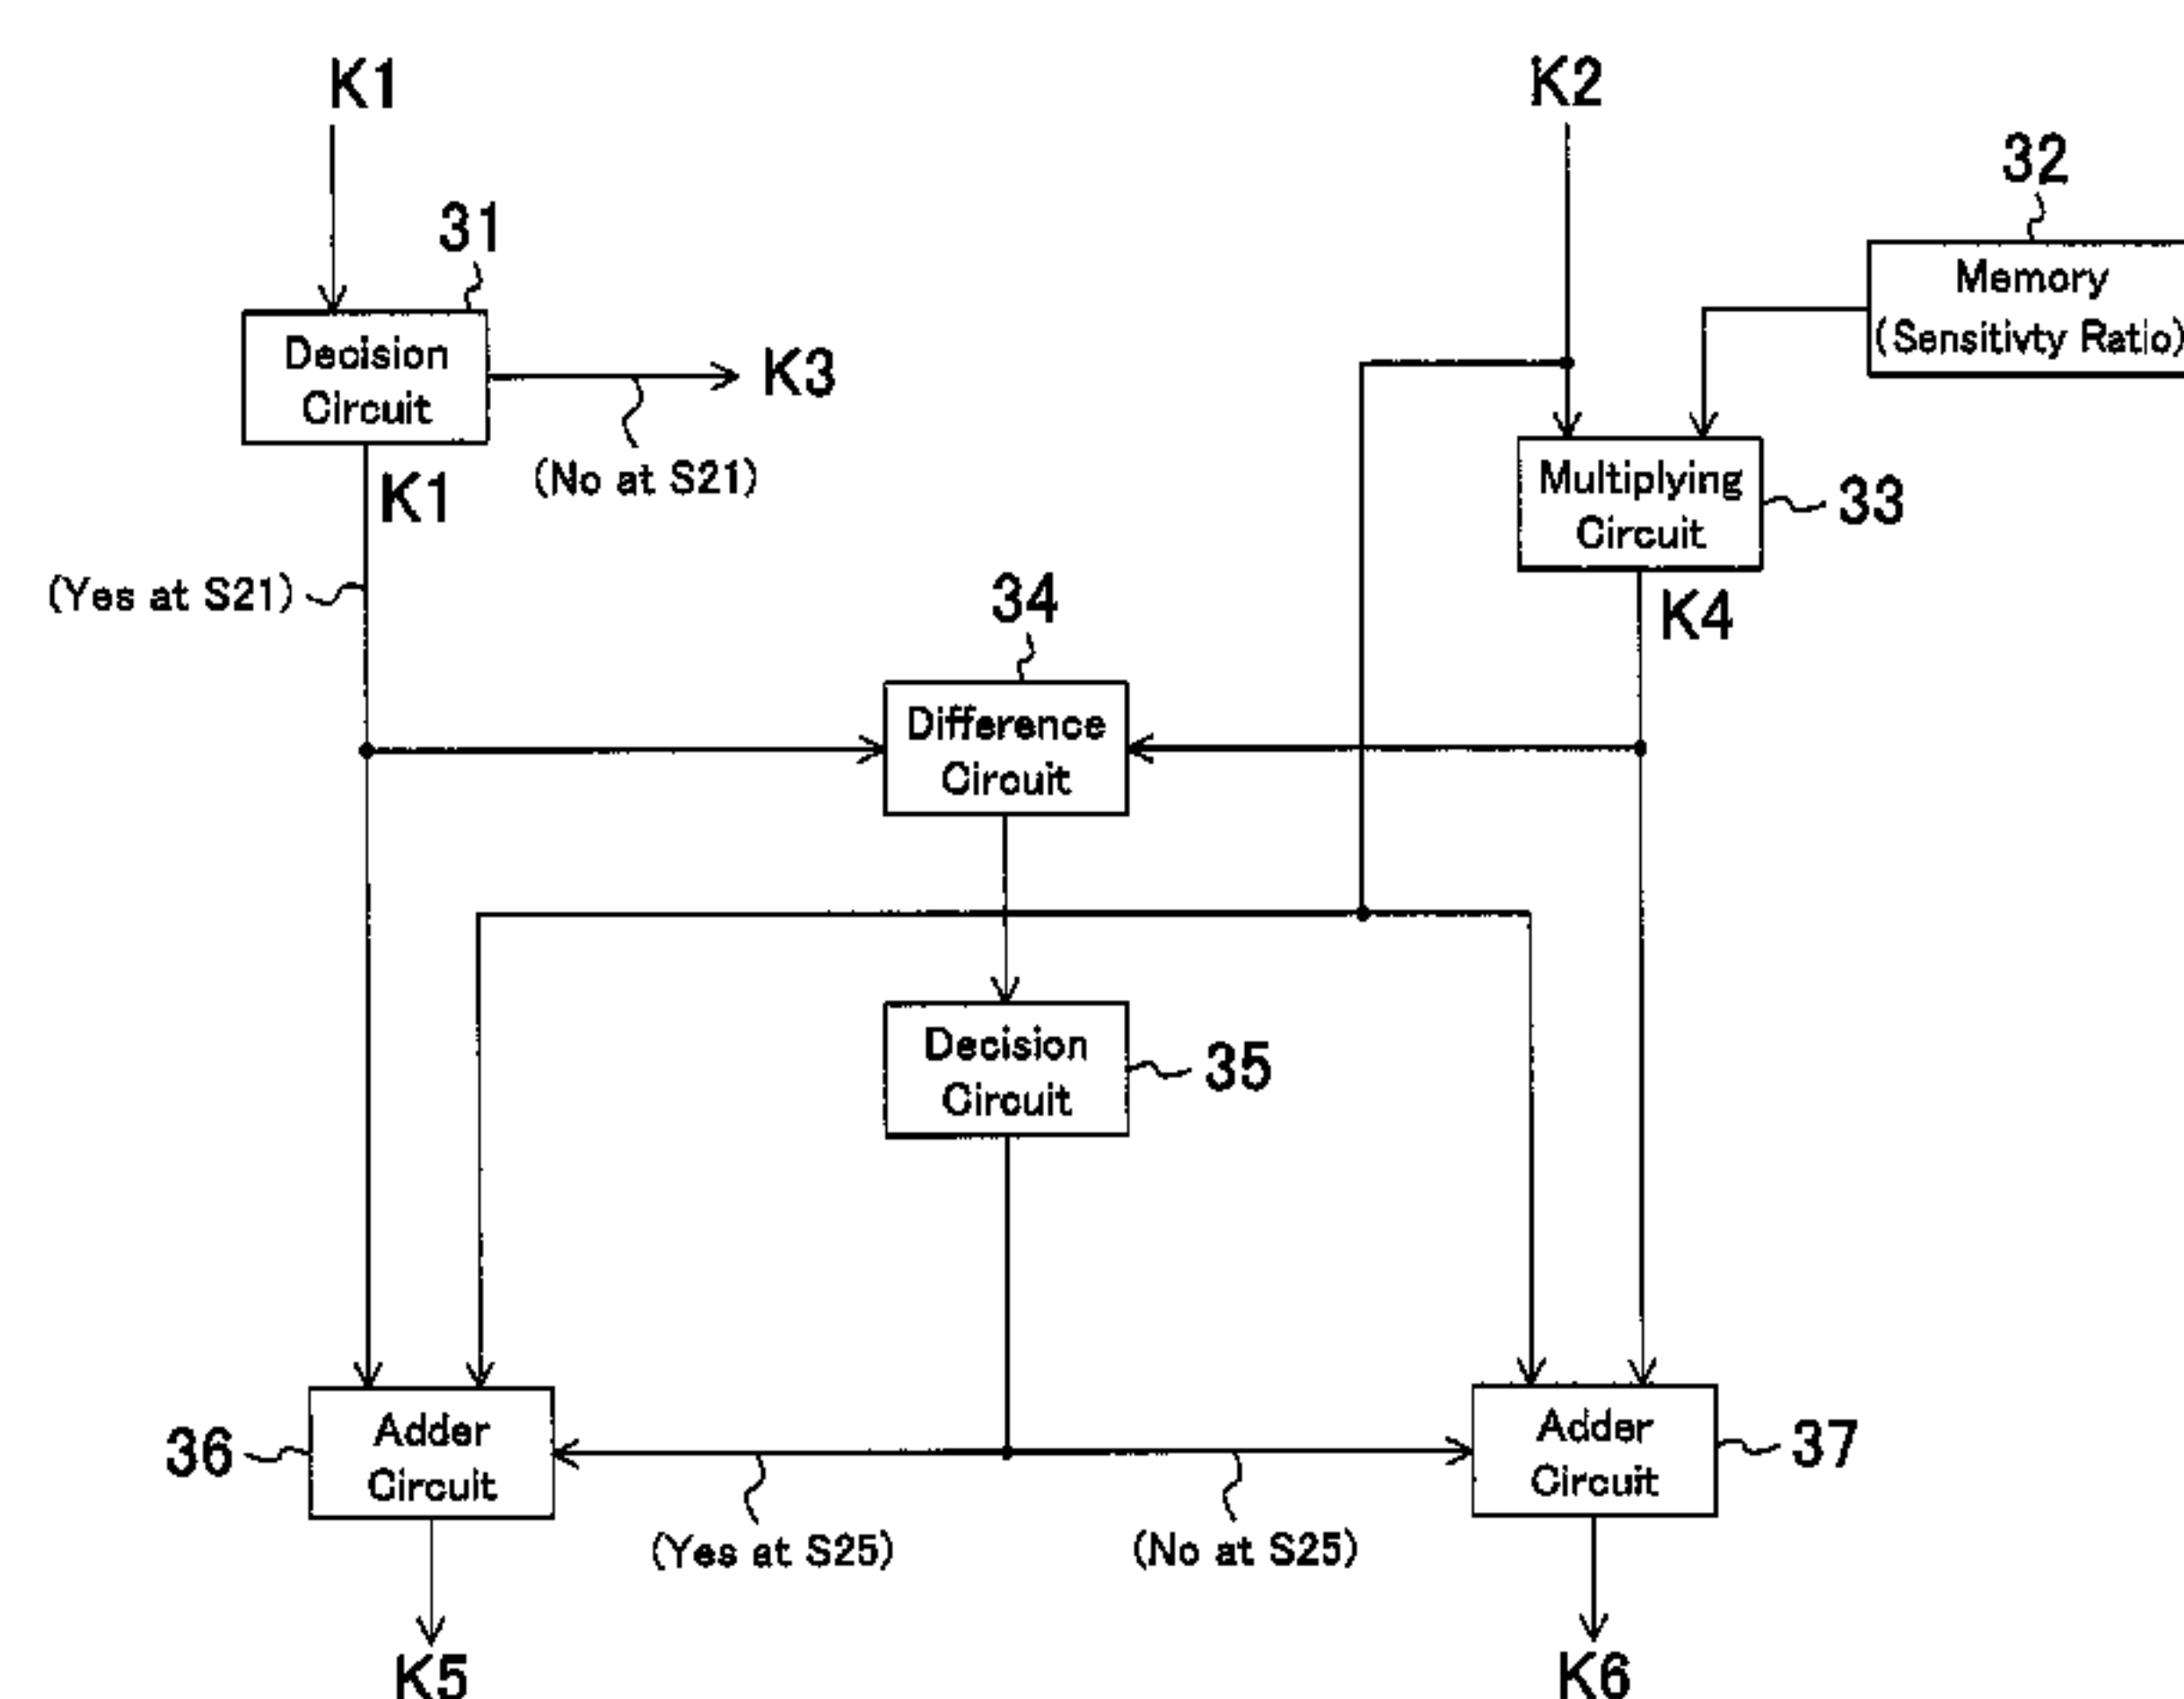 K1
K2
32
Memory
(Sensitivty Ratio)
31
Decision
Circuit
K3
(No at S21)
K1
Multiplying
Circuit
33
(Yes at S21)
K4
34
Difference
Circuit
Decision
Circuit
35
36
Adder
Circuit
Adder
Circuit
37
(Yes at S25)
(No at S25)
K5
K6